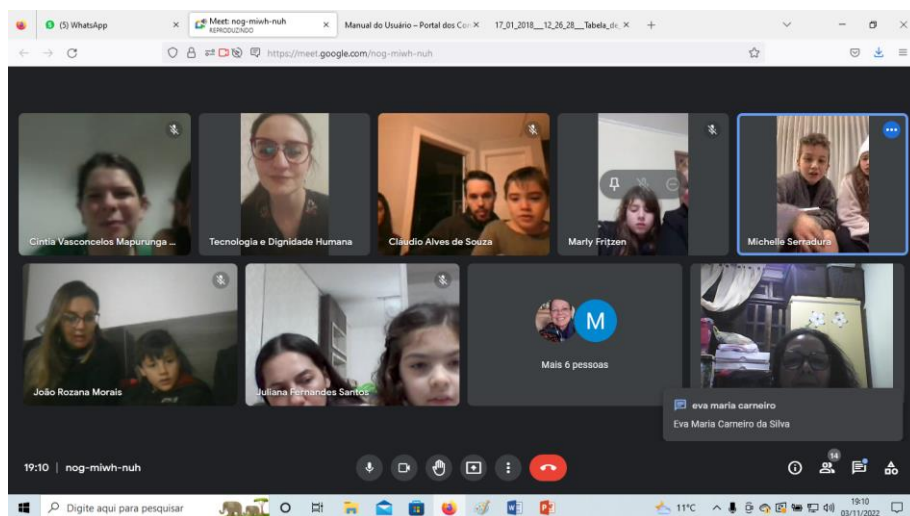 (5) WhatsApp
Meet: nog-miwh-nuh
REPRODUZINDO
Manual do Usuário – Portal dos Con
17_01_2018__12_26_28__Tabela_de_
https://meet.google.com/nog-miwh-nuh
Cintia Vasconcelos Mapurunga ...
Tecnologia e Dignidade Humana
Cláudio Alves de Souza
Marly Fritzen
Michelle Serradura
João Rozana Morais
Juliana Fernandes Santos
M
Mais 6 pessoas
eva maria carneiro
Eva Maria Carneiro da Silva
19:10 | nog-miwh-nuh
14
Digite aqui para pesquisar
11°C
19:10
03/11/2022